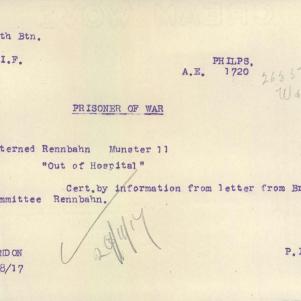 th Btn.
I.F.
PHILPS.
A.E. 1720
PRISONER OF WAR
terned Rennbahn Munster 11
"Out of Hospital"
Cert.by information from letter from B
mmittee Rennbahn.
NDON
8/17
P.